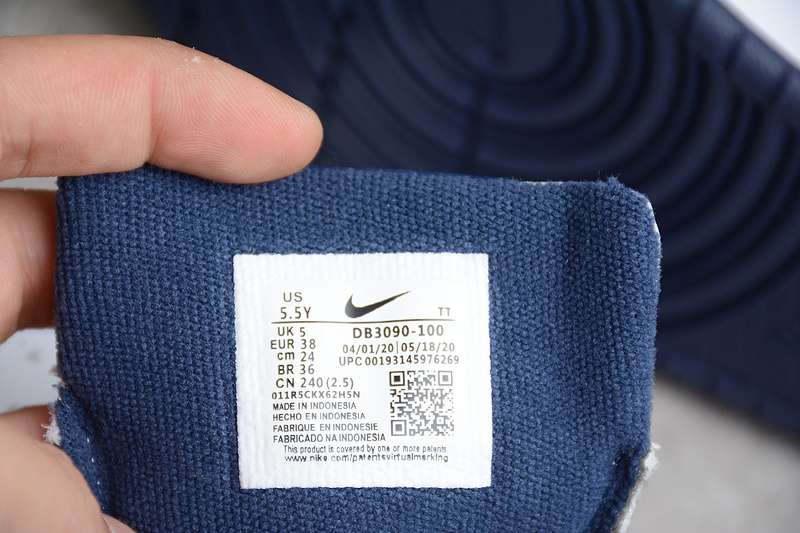 US
5.5Y
TT
UK 5
EUR 38
cm 24
BR 36
CN 240 (2.5)
DB3090-100
04/01/20|05/18/20
UPC 00193145976269
011R5CKX62H5N
MADE IN INDONESIA
HECHO EN INDONESIA
FABRIQUE EN INDONESIE
FABRICADO NA INDONESIA
This product is covered by one or more patents
www.nike.com/patentsvirtualmarking